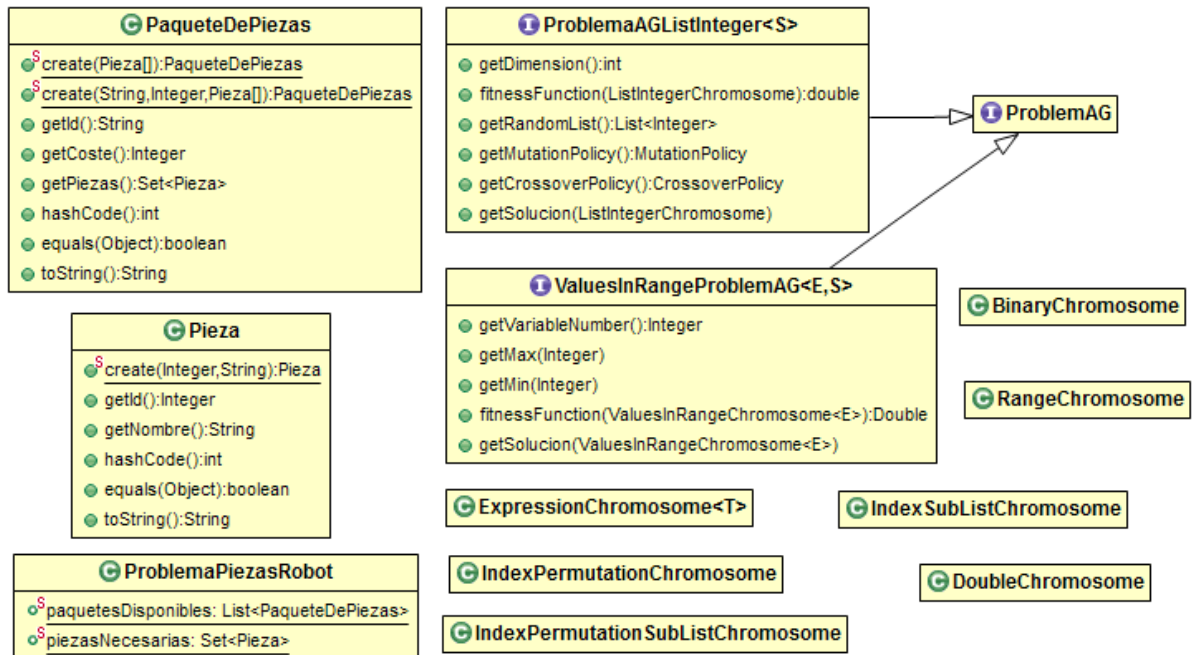 PaqueteDePiezas
create(Pieza[]):PaqueteDePiezas
create(String,Integer,Pieza[]):PaqueteDePiezas
getId():String
getCoste():Integer
getPiezas():Set<Pieza>
hashCode():int
equals(Object):boolean
toString():String
Pieza
create(Integer,String):Pieza
getId():Integer
getNombre():String
hashCode():int
equals(Object):boolean
toString():String
ProblemaPiezasRobot
paquetesDisponibles: List<PaqueteDePiezas>
piezasNecesarias: Set<Pieza>
ProblemaAGListInteger<S>
getDimension():int
fitnessFunction(ListIntegerChromosome):double
getRandomList():List<Integer>
getMutationPolicy():MutationPolicy
getCrossoverPolicy():CrossoverPolicy
getSolucion(ListIntegerChromosome)
ProblemAG
ValuesInRangeProblemAG<E,S>
getVariableNumber():Integer
getMax(Integer)
getMin(Integer)
fitnessFunction(ValuesInRangeChromosome<E>):Double
getSolucion(ValuesInRangeChromosome<E>)
BinaryChromosome
RangeChromosome
ExpressionChromosome<T>
IndexSubListChromosome
IndexPermutationChromosome
DoubleChromosome
IndexPermutationSubListChromosome